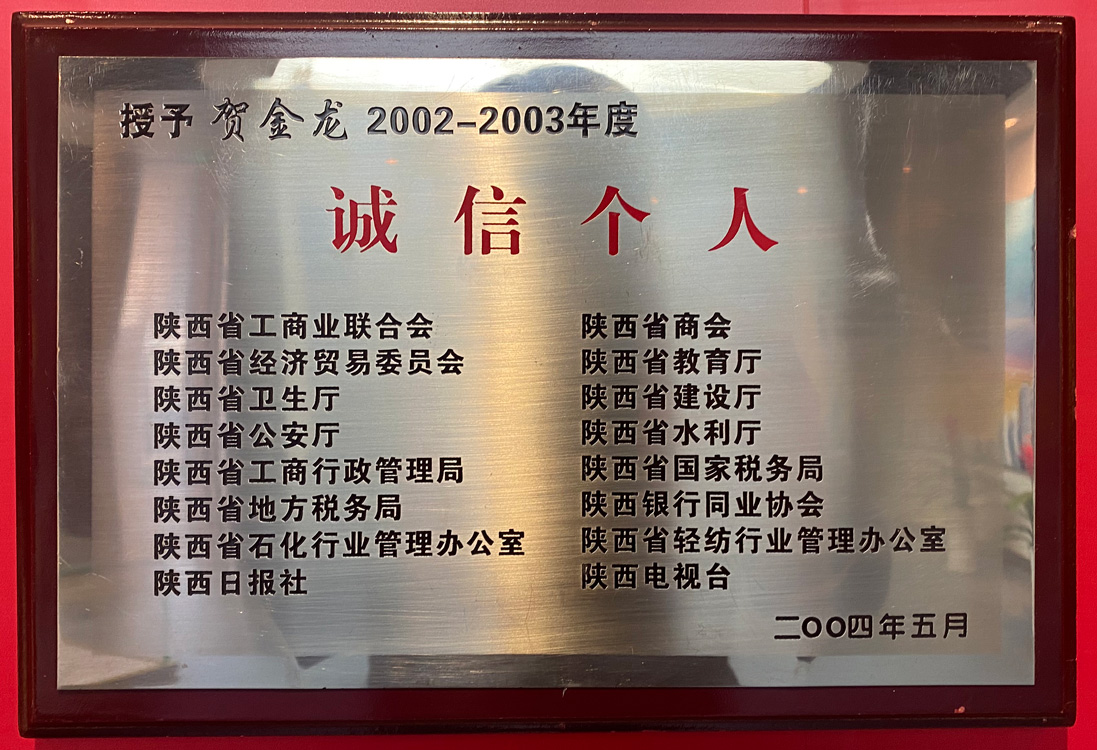 授予 贺金龙 2002-2003年度
诚信个人
陕西省工商业联合会
陕西省经济贸易委员会
陕西省卫生厅
陕西省公安厅
陕西省工商行政管理局
陕西省地方税务局
陕西省石化行业管理办公室
陕西日报社
陕西省商会
陕西省教育厅
陕西省建设厅
陕西省水利厅
陕西省国家税务局
陕西银行同业协会
陕西省轻纺行业管理办公室
陕西电视台
二〇〇四年五月